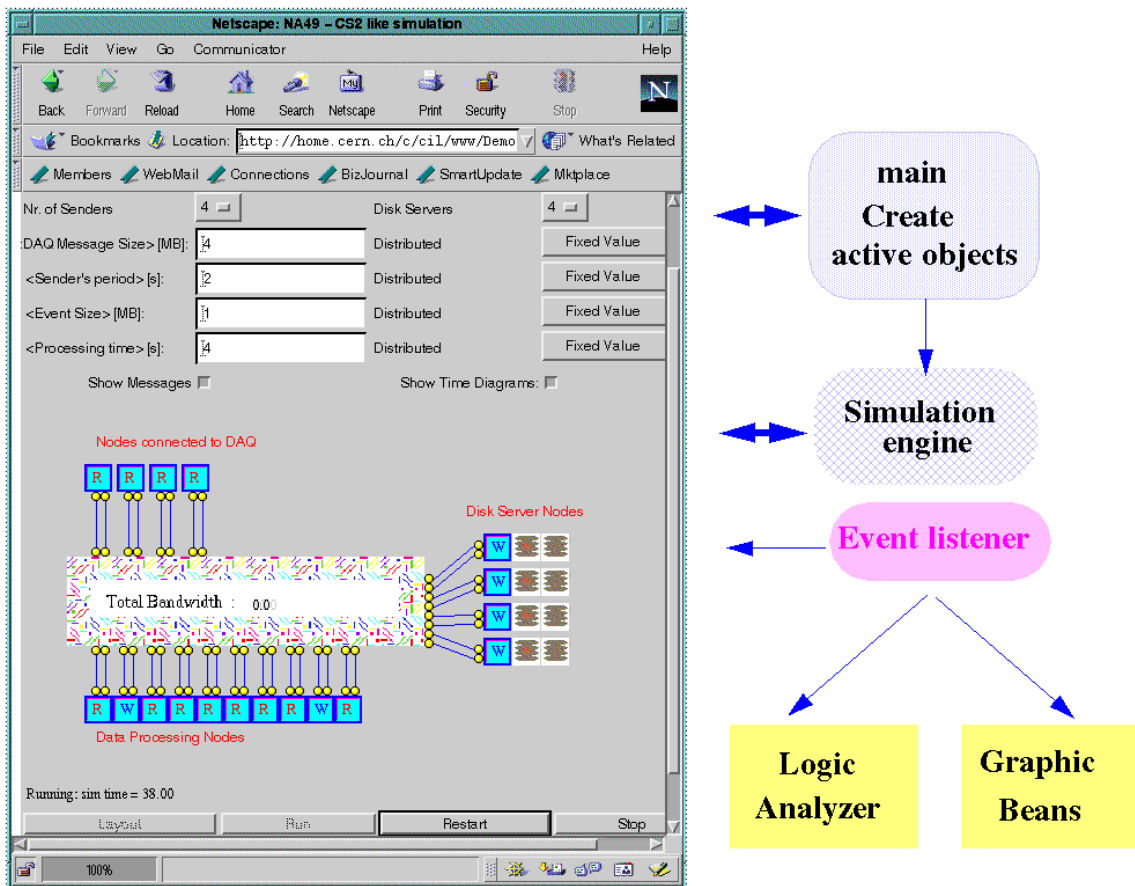 Netscape: NA49 – CS2 like simulation
File Edit View Go Communicator Help
N
Back Forward Reload Home Search Netscape Print Security Stop
My
Bookmarks Location: http://home.cern.ch/c/cil/www/Demo What's Related
Members WebMail Connections BizJournal SmartUpdate Mktplace
Nr. of Senders 4 Disk Servers 4
:DAQ Message Size> [MB]: 4 Distributed Fixed Value
<Sender's period> [s]: 2 Distributed Fixed Value
<Event Size> [MB]: 1 Distributed Fixed Value
<Processing time> [s]: 4 Distributed Fixed Value
Show Messages Show Time Diagrams:
Nodes connected to DAQ
R R R R
Disk Server Nodes
W
W
W
W
Total Bandwidth : 0.00
R W R R R R R R W R
Data Processing Nodes
Running: sim time = 38.00
Layout Run Restart Stop
100%
main
Create
active objects
Simulation
engine
Event listener
Logic
Analyzer
Graphic
Beans